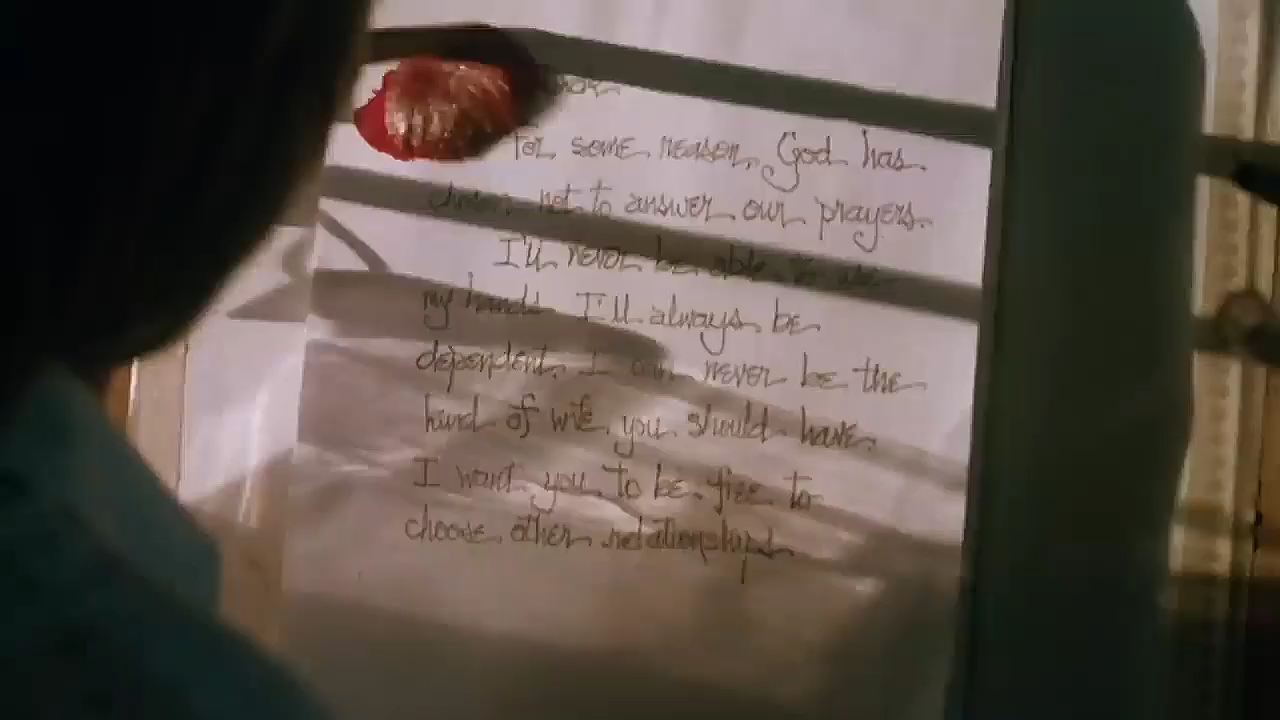 For some reason, God has
chosen not to answer our prayers.
I'll never be able to use
my hands. I'll always be
dependent. I can never be the
kind of wife you should have.
I want you to be free to
choose other relationships.